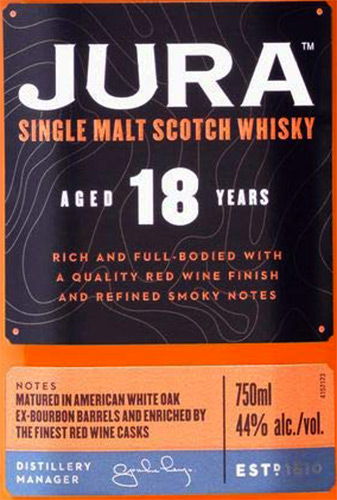 JURA™
SINGLE MALT SCOTCH WHISKY
AGED 18 YEARS
RICH AND FULL-BODIED WITH
A QUALITY RED WINE FINISH
AND REFINED SMOKY NOTES
NOTES
MATURED IN AMERICAN WHITE OAK
EX-BOURBON BARRELS AND ENRICHED BY
THE FINEST RED WINE CASKS
750ml
44% alc./vol.
4157173
DISTILLERY
MANAGER
ESTD 1810